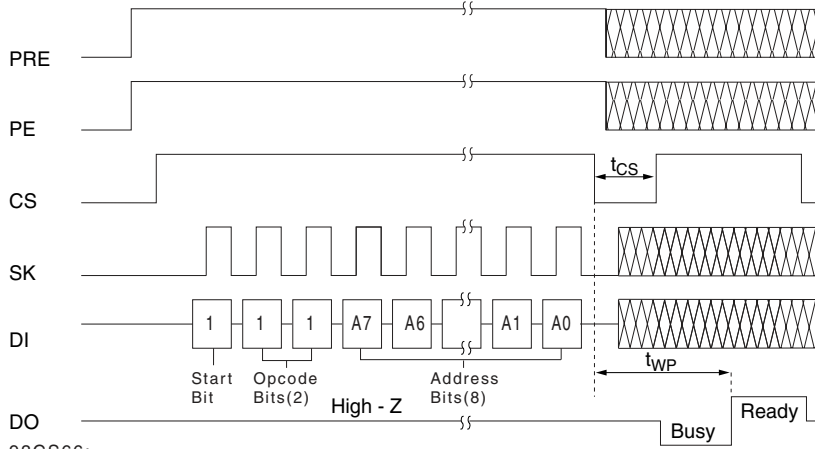 PRE
PE
CS
tCS
SK
DI
1 1 1 A7 A6 A1 A0
Start Bit
Opcode Bits(2)
Address Bits(8)
tWP
DO
High - Z
Busy
Ready